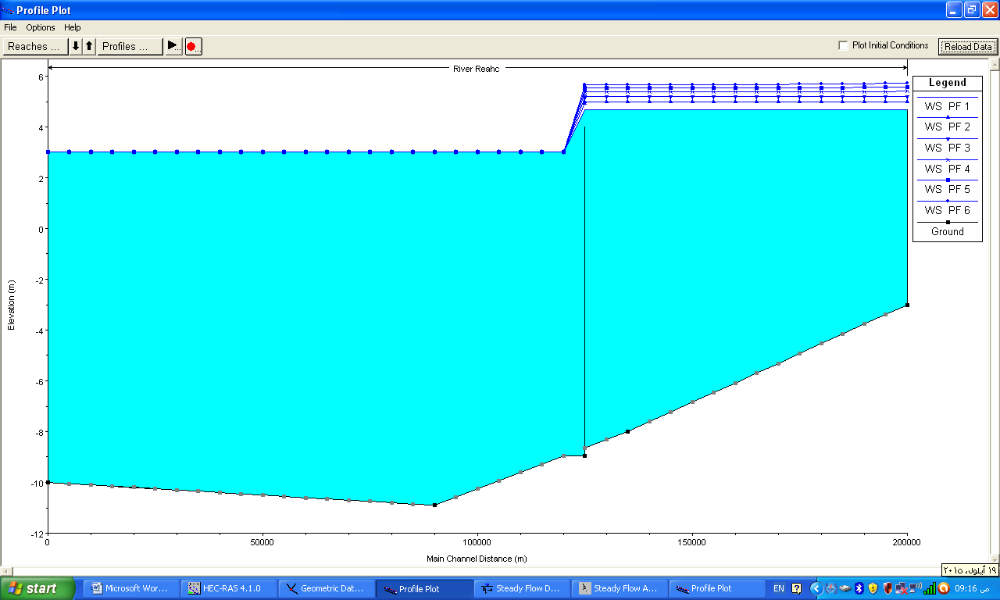 Profile Plot
File Options Help
Reaches ... Profiles ... Plot Initial Conditions Reload Data
River Reahc
6
4
2
0
-2
-4
-6
-8
-10
-12
Elevation (m)
0 50000 100000 150000 200000
Main Channel Distance (m)
Legend
WS PF 1
WS PF 2
WS PF 3
WS PF 4
WS PF 5
WS PF 6
Ground
١٩ أيلول، ٢٠١٥
start Microsoft Wor... HEC-RAS 4.1.0 Geometric Dat... Profile Plot Steady Flow D... Steady Flow A... Profile Plot EN 09:16 ص